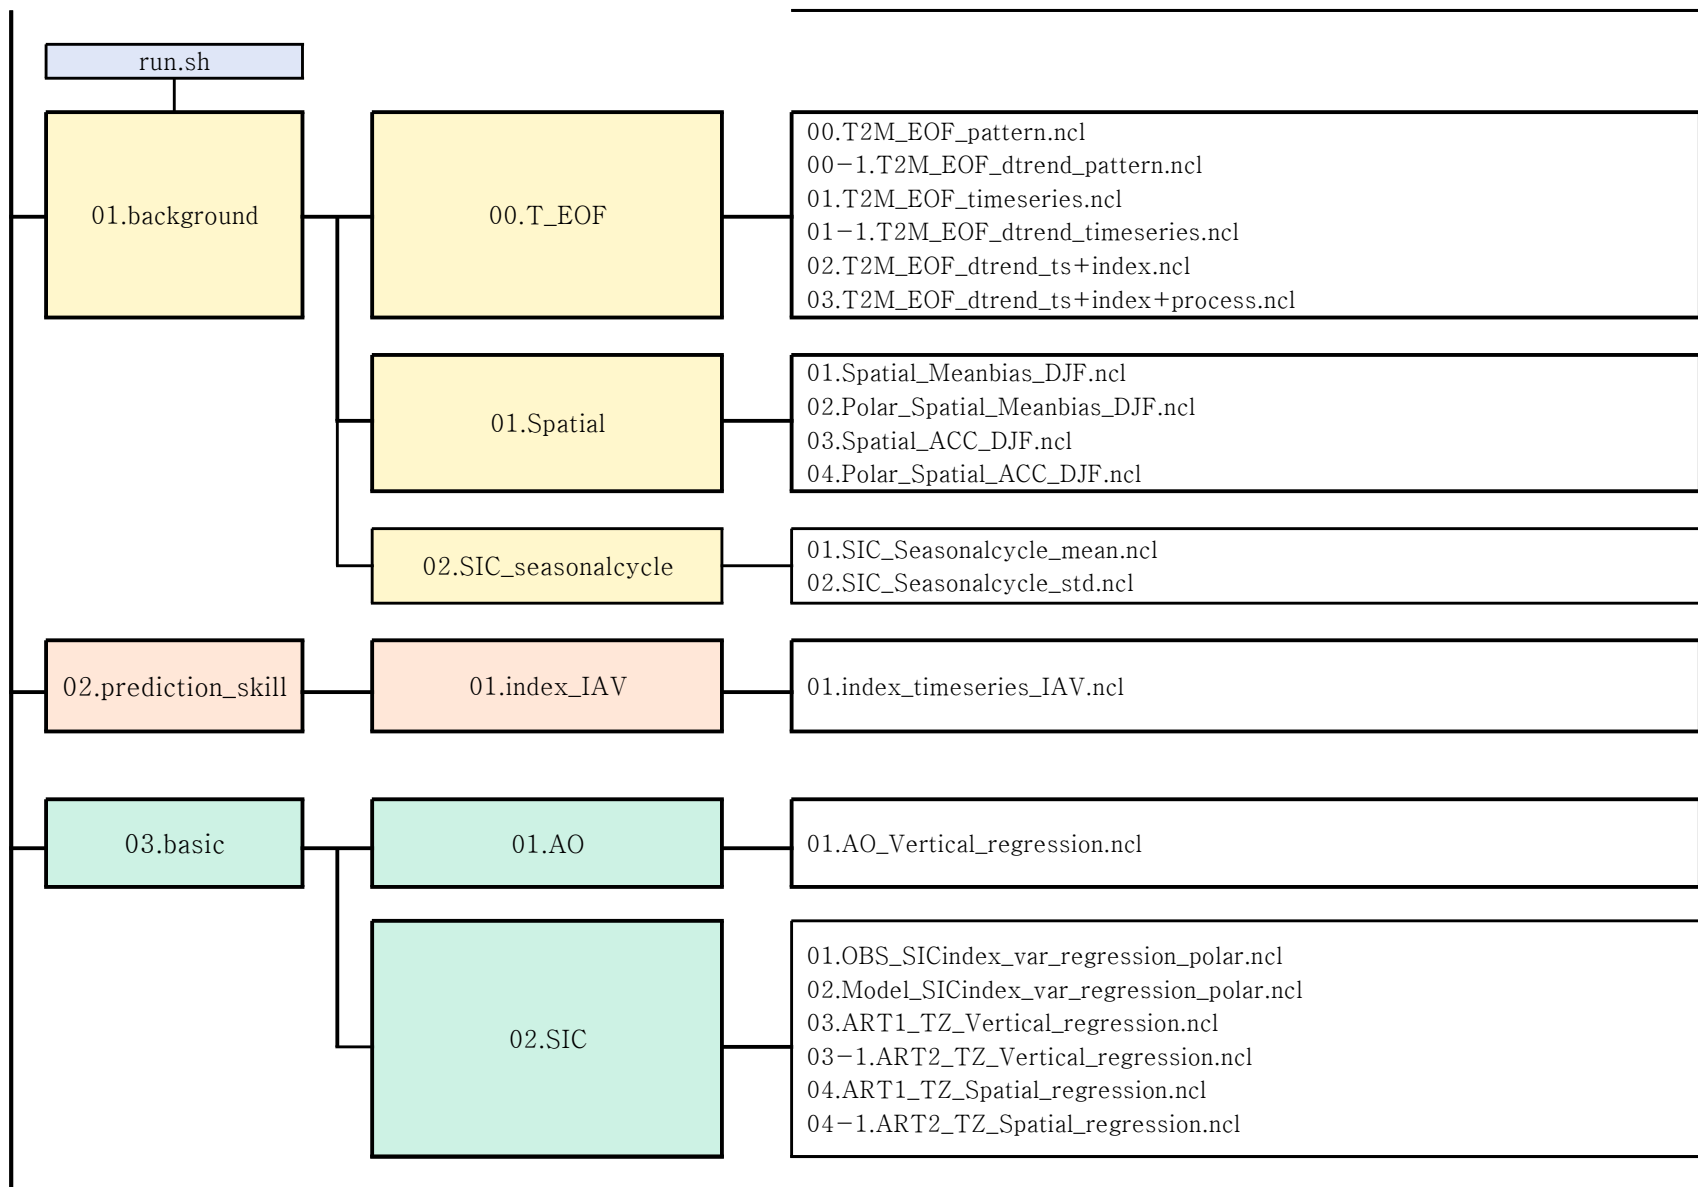 run.sh
01.background
00.T_EOF
00.T2M_EOF_pattern.ncl
00-1.T2M_EOF_dtrend_pattern.ncl
01.T2M_EOF_timeseries.ncl
01-1.T2M_EOF_dtrend_timeseries.ncl
02.T2M_EOF_dtrend_ts+index.ncl
03.T2M_EOF_dtrend_ts+index+process.ncl
01.Spatial
01.Spatial_Meanbias_DJF.ncl
02.Polar_Spatial_Meanbias_DJF.ncl
03.Spatial_ACC_DJF.ncl
04.Polar_Spatial_ACC_DJF.ncl
02.SIC_seasonalcycle
01.SIC_Seasonalcycle_mean.ncl
02.SIC_Seasonalcycle_std.ncl
02.prediction_skill
01.index_IAV
01.index_timeseries_IAV.ncl
03.basic
01.AO
01.AO_Vertical_regression.ncl
02.SIC
01.OBS_SICindex_var_regression_polar.ncl
02.Model_SICindex_var_regression_polar.ncl
03.ART1_TZ_Vertical_regression.ncl
03-1.ART2_TZ_Vertical_regression.ncl
04.ART1_TZ_Spatial_regression.ncl
04-1.ART2_TZ_Spatial_regression.ncl